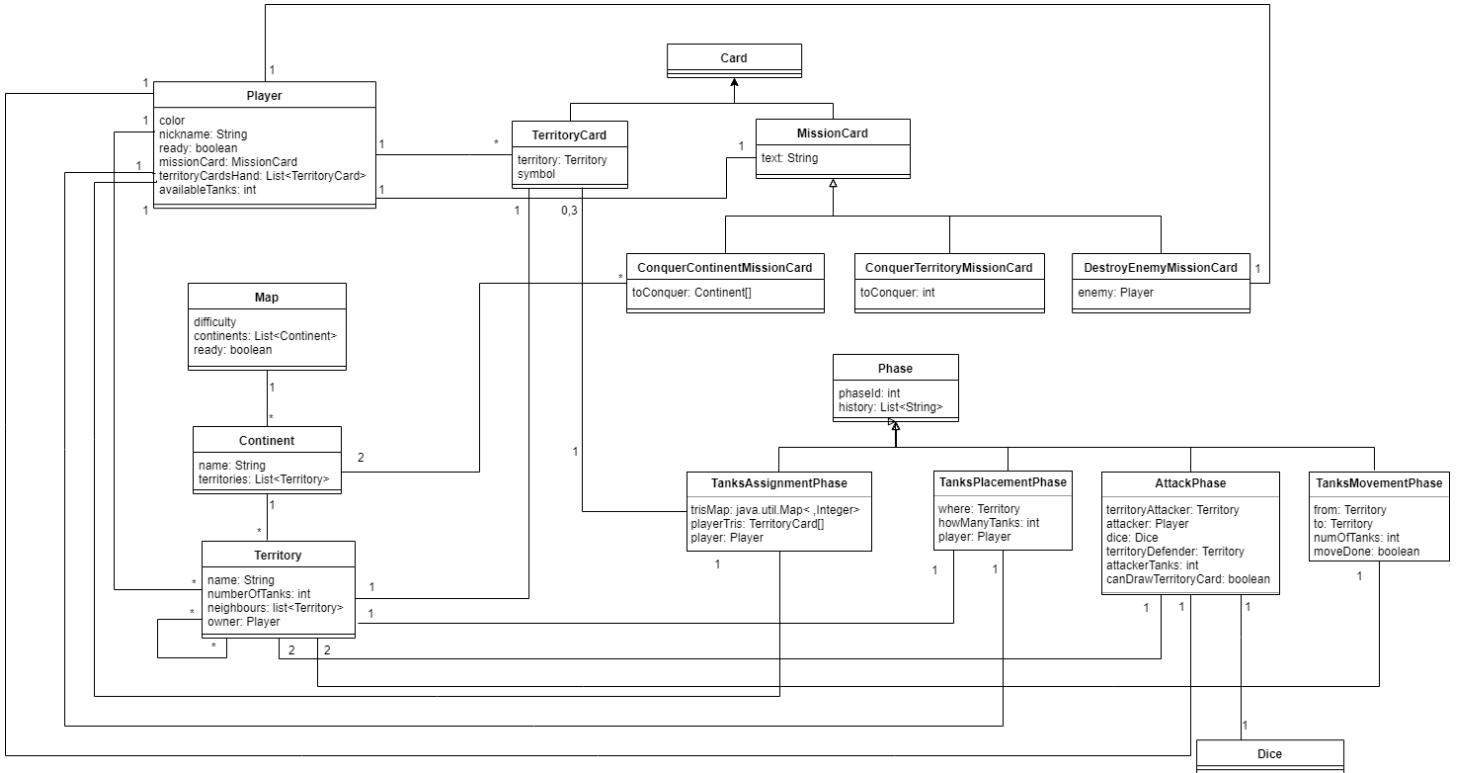 1
Card
1
Player
color
nickname: String
ready: boolean
missionCard: MissionCard
territoryCardsHand: List<TerritoryCard>
availableTanks: int
1
1
1
1
1
*
TerritoryCard
territory: Territory
symbol
1
0,3
1
MissionCard
text: String
*
ConquerContinentMissionCard
toConquer: Continent[]
ConquerTerritoryMissionCard
toConquer: int
DestroyEnemyMissionCard
enemy: Player
1
Map
difficulty
continents: List<Continent>
ready: boolean
1
*
Phase
phaseId: int
history: List<String>
Continent
name: String
territories: List<Territory>
2
1
1
*
TanksAssignmentPhase
trisMap: java.util.Map< ,Integer>
playerTris: TerritoryCard[]
player: Player
1
TanksPlacementPhase
where: Territory
howManyTanks: int
player: Player
1
1
AttackPhase
territoryAttacker: Territory
attacker: Player
dice: Dice
territoryDefender: Territory
attackerTanks: int
canDrawTerritoryCard: boolean
1
1
1
TanksMovementPhase
from: Territory
to: Territory
numOfTanks: int
moveDone: boolean
1
Territory
name: String
numberOfTanks: int
neighbours: list<Territory>
owner: Player
*
*
*
1
1
2
2
1
Dice